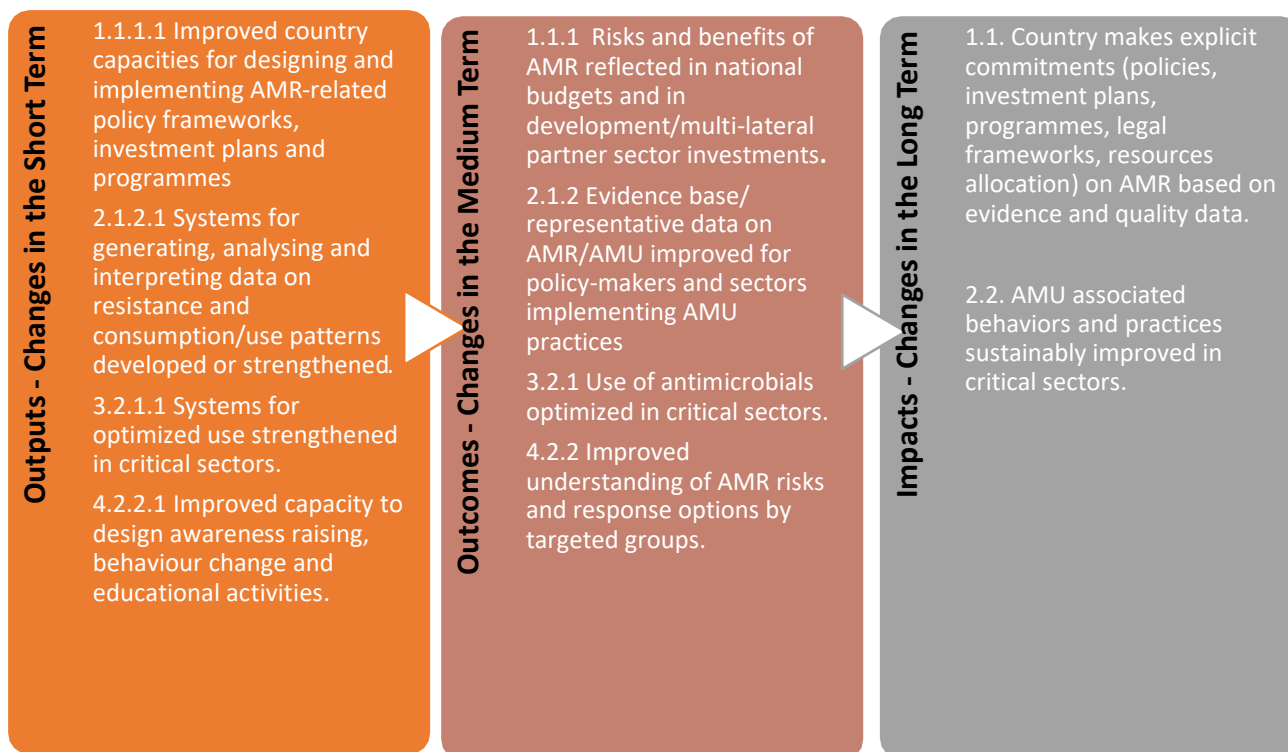 Outputs - Changes in the Short Term
1.1.1.1 Improved country
capacities for designing and
implementing AMR-related
policy frameworks,
investment plans and
programmes
2.1.2.1 Systems for
generating, analysing and
interpreting data on
resistance and
consumption/use patterns
developed or strengthened.
3.2.1.1 Systems for
optimized use strengthened
in critical sectors.
4.2.2.1 Improved capacity to
design awareness raising,
behaviour change and
educational activities.
Outcomes - Changes in the Medium Term
1.1.1 Risks and benefits of
AMR reflected in national
budgets and in
development/multi-lateral
partner sector investments.
2.1.2 Evidence base/
representative data on
AMR/AMU improved for
policy-makers and sectors
implementing AMU
practices
3.2.1 Use of antimicrobials
optimized in critical sectors.
4.2.2 Improved
understanding of AMR risks
and response options by
targeted groups.
Impacts - Changes in the Long Term
1.1. Country makes explicit
commitments (policies,
investment plans,
programmes, legal
frameworks, resources
allocation) on AMR based on
evidence and quality data.
2.2. AMU associated
behaviors and practices
sustainably improved in
critical sectors.